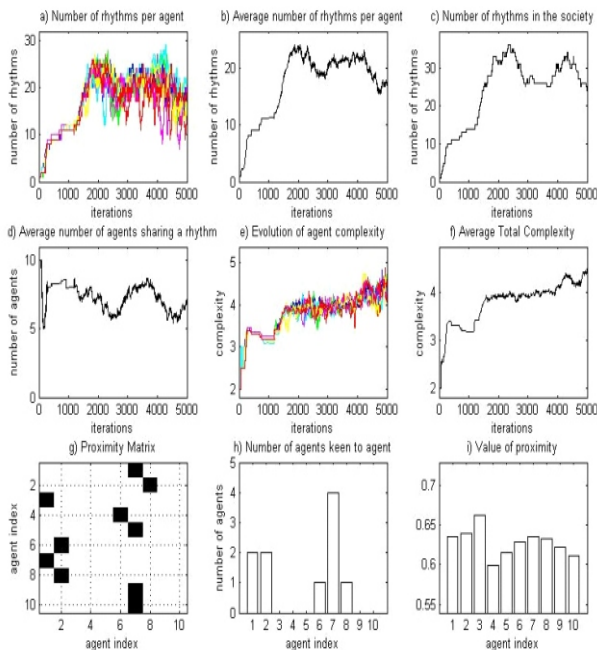 a) Number of rhythms per agent
b) Average number of rhythms per agent
c) Number of rhythms in the society
number of rhythms
30
20
10
0
0 1000 2000 3000 4000 5000
iterations
number of rhythms
20
10
0
0 1000 2000 3000 4000 5000
iterations
number of rhythms
30
20
10
0
0 1000 2000 3000 4000 5000
iterations
d) Average number of agents sharing a rhythm
e) Evolution of agent complexity
f) Average Total Complexity
number of agents
10
5
0
0 1000 2000 3000 4000 5000
iterations
complexity
5
4
3
2
0 1000 2000 3000 4000 5000
iterations
complexity
4
3
2
0 1000 2000 3000 4000 5000
iterations
g) Proximity Matrix
h) Number of agents keen to agent
i) Value of proximity
agent index
2
4
6
8
10
2 4 6 8 10
agent index
number of agents
5
4
3
2
1
0
1 2 3 4 5 6 7 8 9 10
agent index
0.7
0.65
0.6
0.55
1 2 3 4 5 6 7 8 9 10
agent index